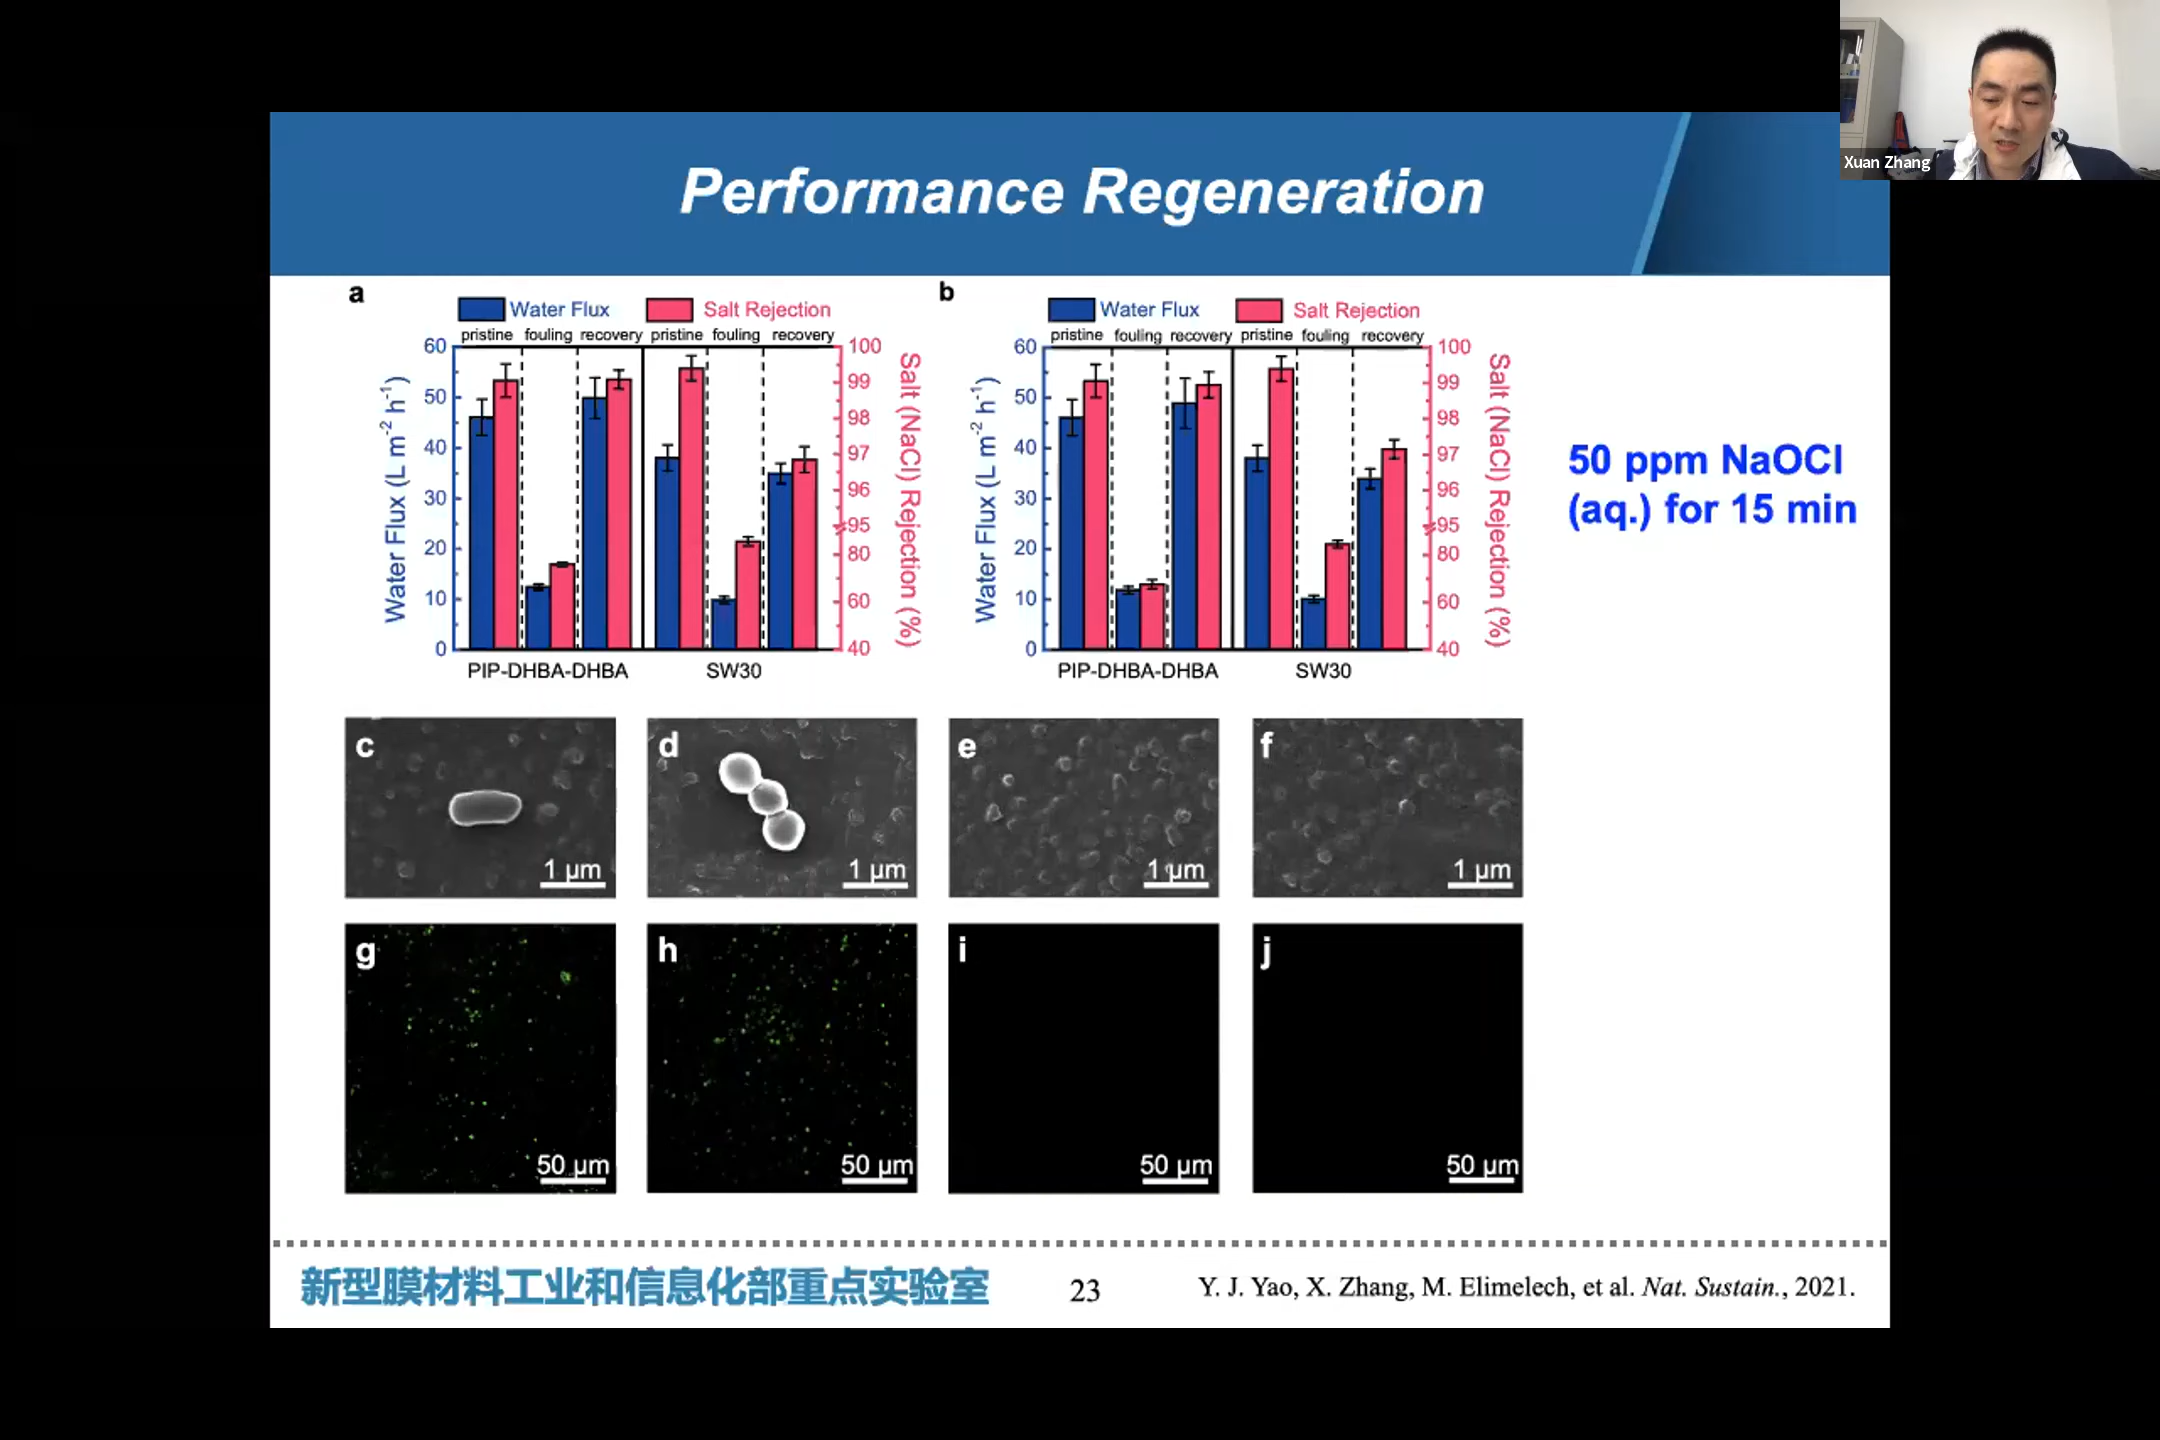 Xuan Zhang
Performance Regeneration
a
Water Flux
Salt Rejection
pristine fouling recovery pristine fouling recovery
60
50
40
30
20
10
0
Water Flux (L m-2 h-1)
100
99
98
97
96
95
80
60
40
Salt (NaCl) Rejection (%)
PIP-DHBA-DHBA
SW30
b
Water Flux
Salt Rejection
pristine fouling recovery pristine fouling recovery
60
50
40
30
20
10
0
Water Flux (L m-2 h-1)
100
99
98
97
96
95
80
60
40
Salt (NaCl) Rejection (%)
PIP-DHBA-DHBA
SW30
50 ppm NaOCl
(aq.) for 15 min
c
1 µm
d
1 µm
e
1 µm
f
1 µm
g
50 µm
h
50 µm
i
50 µm
j
50 µm
新型膜材料工业和信息化部重点实验室
23
Y. J. Yao, X. Zhang, M. Elimelech, et al. Nat. Sustain., 2021.